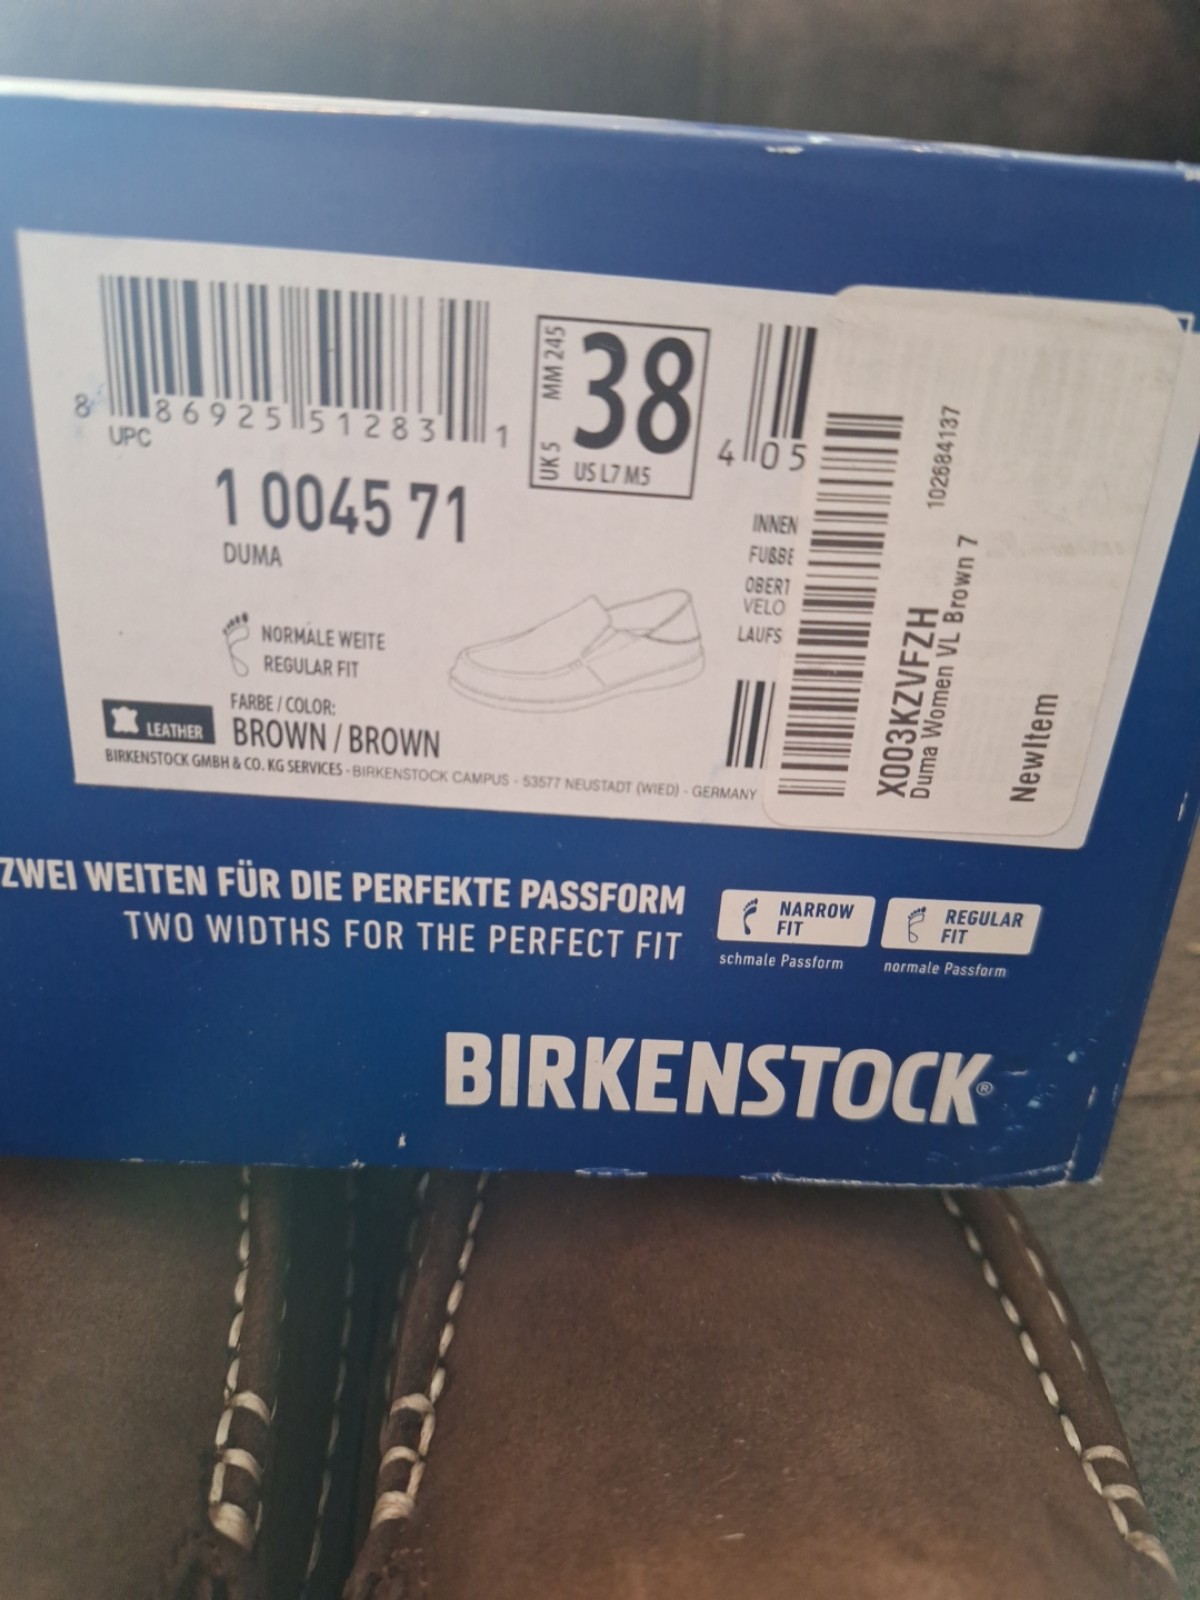 8 86925 51283 1
UPC
MM 245
UK 5
38
US L7 M5
4 05
1 0045 71
DUMA
NORMALE WEITE
REGULAR FIT
INNEN
FUßBE
OBERT
VELO
LAUFS
LEATHER
FARBE / COLOR:
BROWN / BROWN
BIRKENSTOCK GMBH & CO. KG SERVICES - BIRKENSTOCK CAMPUS - 53577 NEUSTADT (WIED) - GERMANY
X003KZVFZH
Duma Women VL Brown 7
102684137
NewItem
ZWEI WEITEN FÜR DIE PERFEKTE PASSFORM
TWO WIDTHS FOR THE PERFECT FIT
NARROW
FIT
schmale Passform
REGULAR
FIT
normale Passform
BIRKENSTOCK®